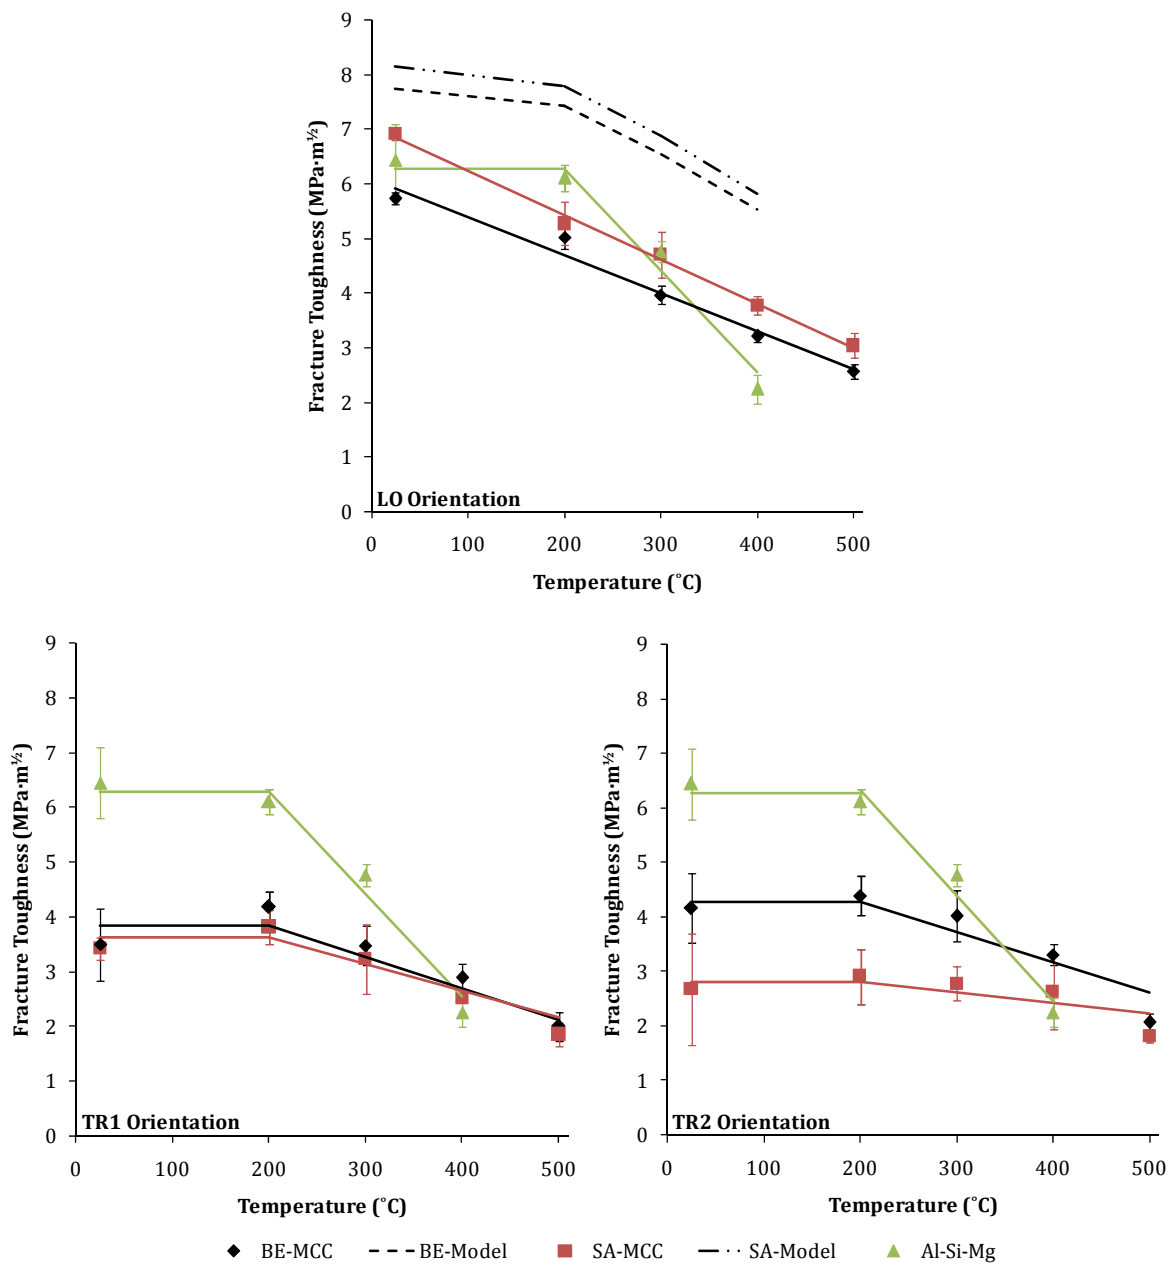 9
8
7
6
5
4
3
2
1
0
Fracture Toughness (MPa·m½)
LO Orientation
0 100 200 300 400 500
Temperature (˚C)
9
8
7
6
5
4
3
2
1
0
Fracture Toughness (MPa·m½)
TR1 Orientation
0 100 200 300 400 500
Temperature (˚C)
9
8
7
6
5
4
3
2
1
0
Fracture Toughness (MPa·m½)
TR2 Orientation
0 100 200 300 400 500
Temperature (˚C)
BE-MCC BE-Model SA-MCC SA-Model Al-Si-Mg